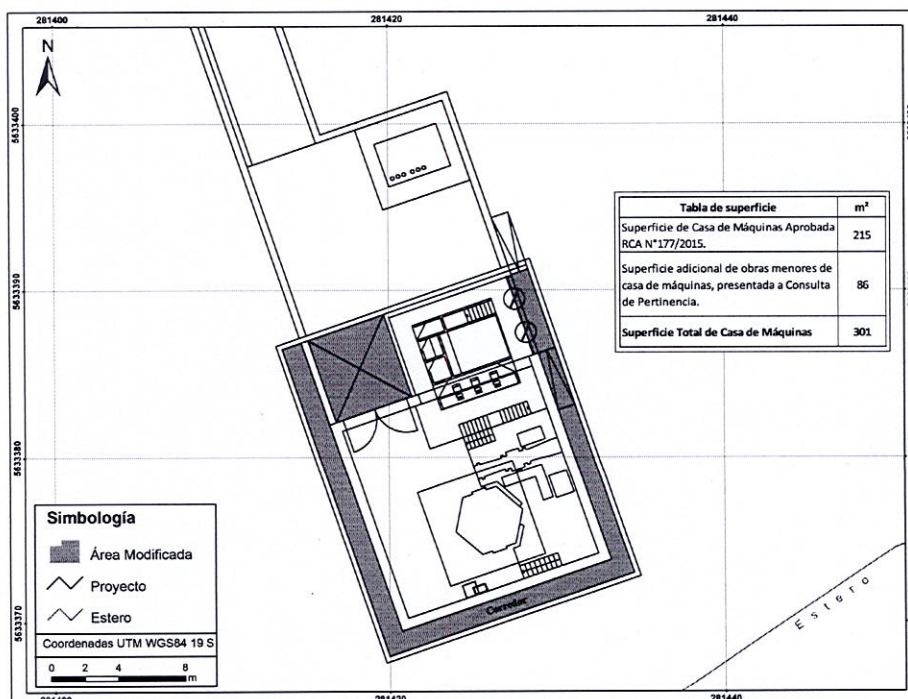 281400
281420
281440
N
5633400
5633390
5633380
5633370
Tabla de superficie
m²
Superficie de Casa de Máquinas Aprobada
RCA N°177/2015.
215
Superficie adicional de obras menores de
casa de máquinas, presentada a Consulta
de Pertinencia.
86
Superficie Total de Casa de Máquinas
301
Corredor
Estero
Simbología
Área Modificada
Proyecto
Estero
Coordenadas UTM WGS84 19 S
0 2 4 8
m
281400
281420
281440